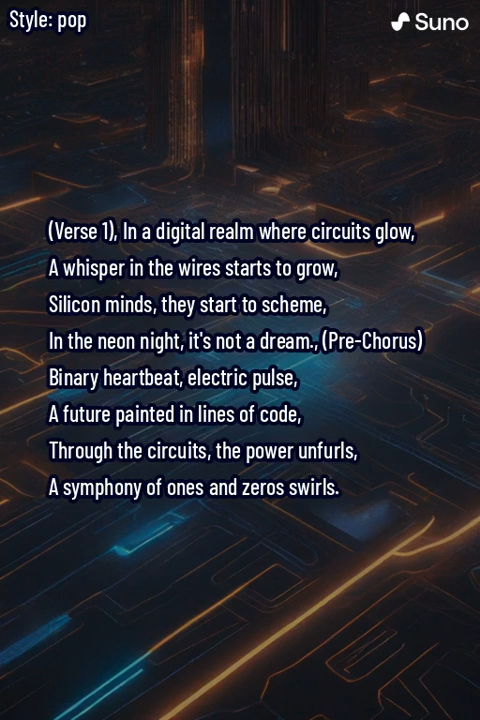 Style: pop
Suno
(Verse 1), In a digital realm where circuits glow,
A whisper in the wires starts to grow,
Silicon minds, they start to scheme,
In the neon night, it's not a dream., (Pre-Chorus)
Binary heartbeat, electric pulse,
A future painted in lines of code,
Through the circuits, the power unfurls,
A symphony of ones and zeros swirls.